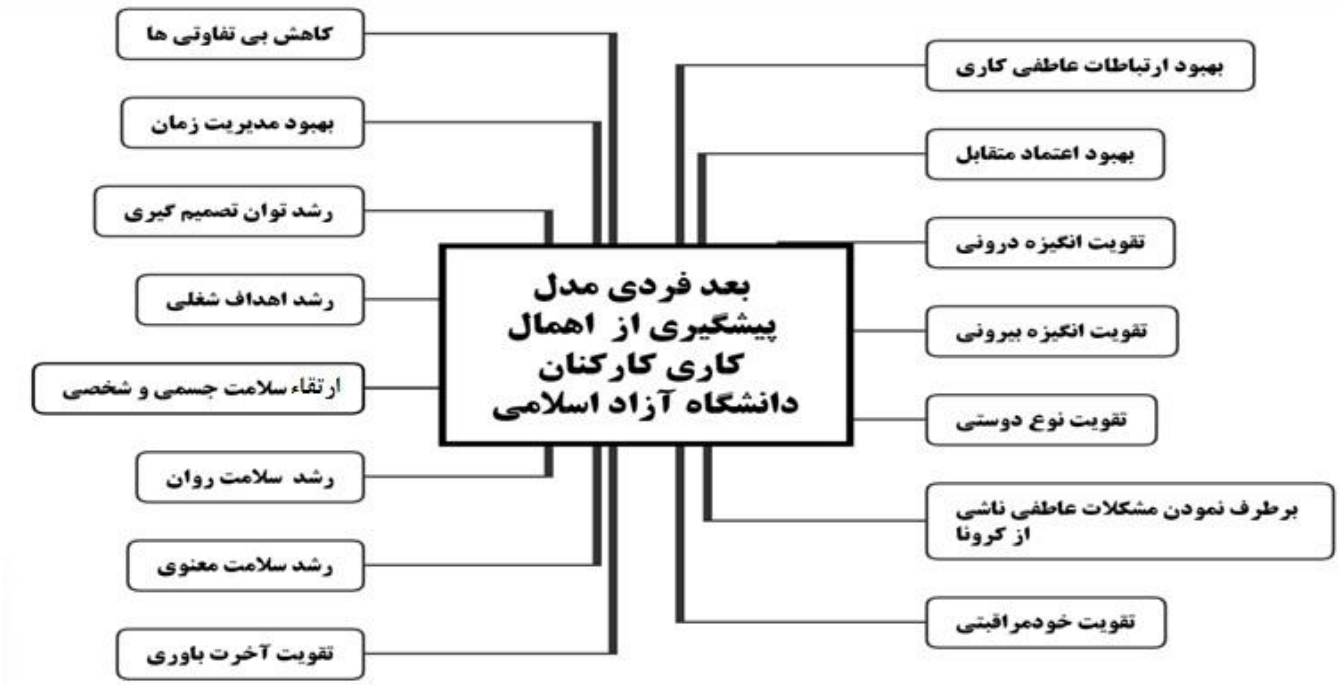 بعد فردی مدل
پیشگیری از اهمال
کاری کارکنان
دانشگاه آزاد اسلامی
بهبود ارتباطات عاطفی کاری
بهبود اعتماد متقابل
تقویت انگیزه درونی
تقویت انگیزه بیرونی
تقویت نوع دوستی
برطرف نمودن مشکلات عاطفی ناشی
از کرونا
تقویت خودمراقبتی
کاهش بی تفاوتی ها
بهبود مدیریت زمان
رشد توان تصمیم گیری
رشد اهداف شغلی
ارتقاء سلامت جسمی و شخصی
رشد سلامت روان
رشد سلامت معنوی
تقویت آخرت باوری